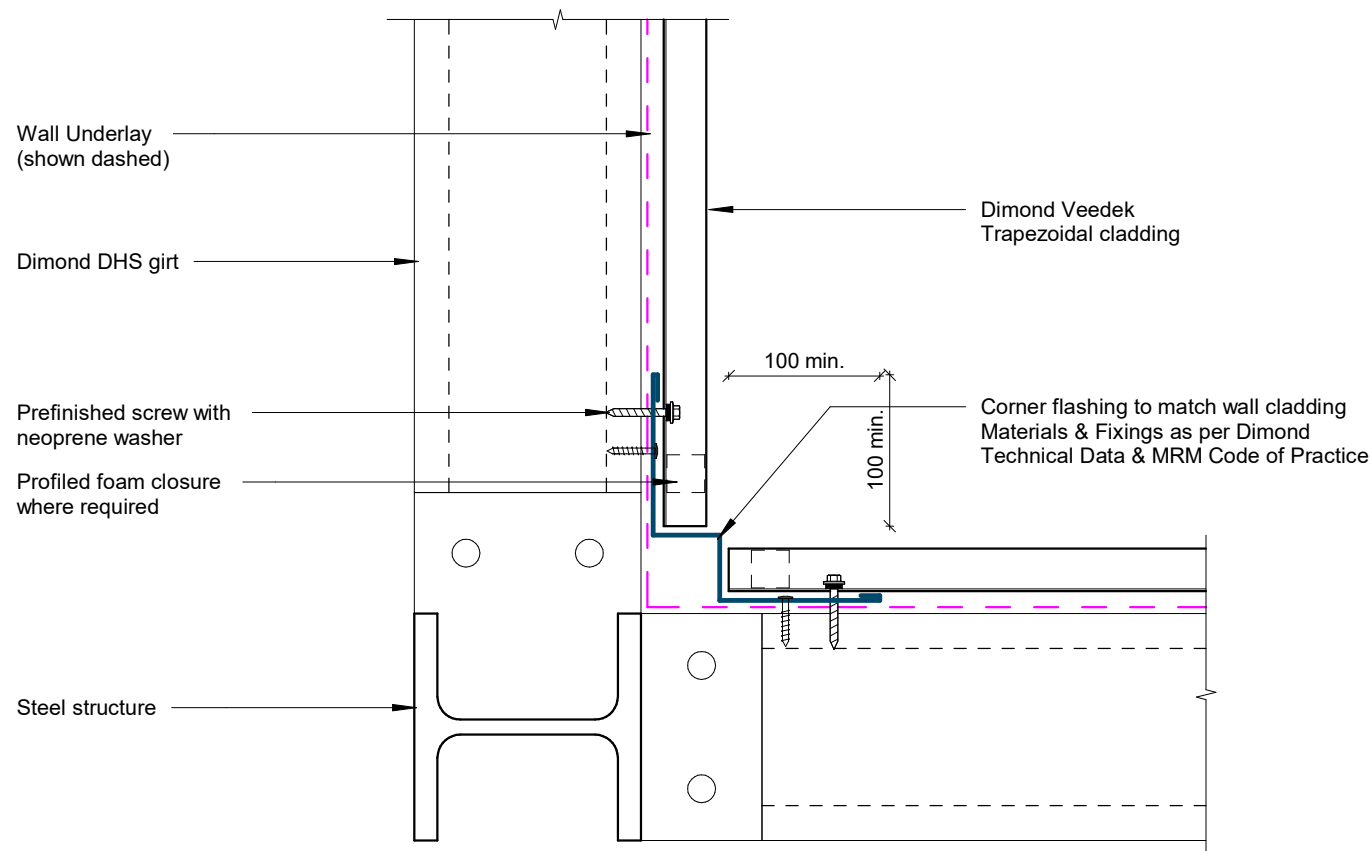 Wall Underlay
(shown dashed)
Dimond DHS girt
Prefinished screw with
neoprene washer
Profiled foam closure
where required
Steel structure
Dimond Veedek
Trapezoidal cladding
100 min.
100 min.
Corner flashing to match wall cladding
Materials & Fixings as per Dimond
Technical Data & MRM Code of Practice